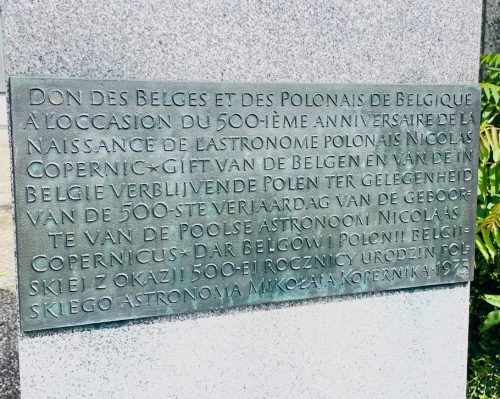 DON DES BELGES ET DES POLONAIS DE BELGIQUE
A L'OCCASION DU 500-IÈME ANNIVERSAIRE DE LA
NAISSANCE DE L'ASTRONOME POLONAIS NICOLAS
COPERNIC★GIFT VAN DE BELGEN EN VAN DE IN
BELGIE VERBLIJVENDE POLEN TER GELEGENHEID
VAN DE 500-STE VERJAARDAG VAN DE GEBOOR-
TE VAN DE POOLSE ASTRONOOM NICOLAAS
COPERNICUS★DAR BELGÓW I POLONII BELGIJ-
SKIEJ Z OKAZJI 500-EJ ROCZNICY URODZIN POL-
SKIEGO ASTRONOMA MIKOŁAJA KOPERNIKA·1973